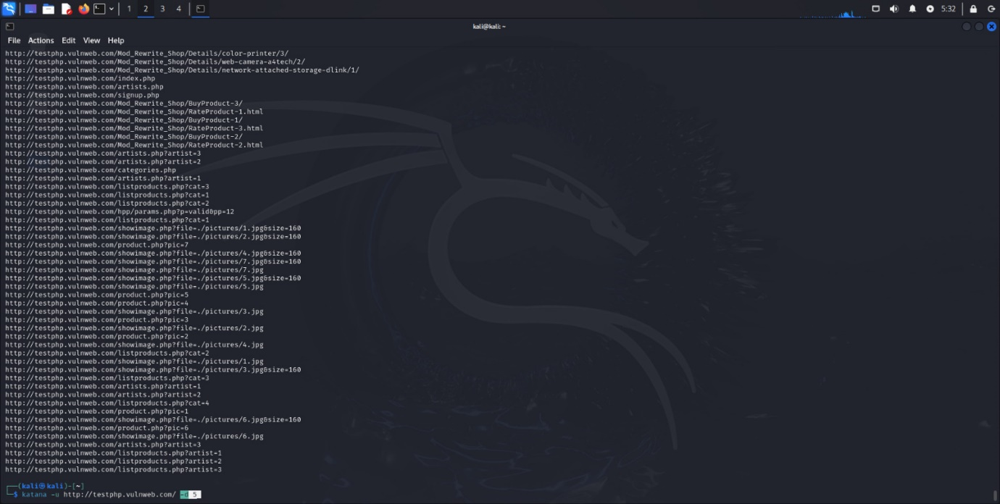 1 2 3 4 5:32
kali@kali: ~
File Actions Edit View Help
http://testphp.vulnweb.com/Mod_Rewrite_Shop/Details/color-printer/3/
http://testphp.vulnweb.com/Mod_Rewrite_Shop/Details/web-camera-a4tech/2/
http://testphp.vulnweb.com/Mod_Rewrite_Shop/Details/network-attached-storage-dlink/1/
http://testphp.vulnweb.com/index.php
http://testphp.vulnweb.com/artists.php
http://testphp.vulnweb.com/signup.php
http://testphp.vulnweb.com/Mod_Rewrite_Shop/BuyProduct-3/
http://testphp.vulnweb.com/Mod_Rewrite_Shop/RateProduct-1.html
http://testphp.vulnweb.com/Mod_Rewrite_Shop/BuyProduct-1/
http://testphp.vulnweb.com/Mod_Rewrite_Shop/RateProduct-3.html
http://testphp.vulnweb.com/Mod_Rewrite_Shop/BuyProduct-2/
http://testphp.vulnweb.com/Mod_Rewrite_Shop/RateProduct-2.html
http://testphp.vulnweb.com/artists.php?artist=3
http://testphp.vulnweb.com/artists.php?artist=2
http://testphp.vulnweb.com/categories.php
http://testphp.vulnweb.com/artists.php?artist=1
http://testphp.vulnweb.com/listproducts.php?cat=3
http://testphp.vulnweb.com/listproducts.php?cat=1
http://testphp.vulnweb.com/listproducts.php?cat=2
http://testphp.vulnweb.com/hpp/params.php?p=valid&pp=12
http://testphp.vulnweb.com/listproducts.php?cat=1
http://testphp.vulnweb.com/showimage.php?file=./pictures/1.jpg&size=160
http://testphp.vulnweb.com/showimage.php?file=./pictures/2.jpg&size=160
http://testphp.vulnweb.com/product.php?pic=7
http://testphp.vulnweb.com/showimage.php?file=./pictures/4.jpg&size=160
http://testphp.vulnweb.com/showimage.php?file=./pictures/7.jpg&size=160
http://testphp.vulnweb.com/showimage.php?file=./pictures/7.jpg
http://testphp.vulnweb.com/showimage.php?file=./pictures/5.jpg&size=160
http://testphp.vulnweb.com/showimage.php?file=./pictures/5.jpg
http://testphp.vulnweb.com/product.php?pic=5
http://testphp.vulnweb.com/product.php?pic=4
http://testphp.vulnweb.com/showimage.php?file=./pictures/3.jpg
http://testphp.vulnweb.com/product.php?pic=3
http://testphp.vulnweb.com/showimage.php?file=./pictures/2.jpg
http://testphp.vulnweb.com/product.php?pic=2
http://testphp.vulnweb.com/showimage.php?file=./pictures/4.jpg
http://testphp.vulnweb.com/listproducts.php?cat=2
http://testphp.vulnweb.com/showimage.php?file=./pictures/1.jpg
http://testphp.vulnweb.com/showimage.php?file=./pictures/3.jpg&size=160
http://testphp.vulnweb.com/listproducts.php?cat=3
http://testphp.vulnweb.com/artists.php?artist=1
http://testphp.vulnweb.com/artists.php?artist=2
http://testphp.vulnweb.com/listproducts.php?cat=4
http://testphp.vulnweb.com/product.php?pic=1
http://testphp.vulnweb.com/showimage.php?file=./pictures/6.jpg&size=160
http://testphp.vulnweb.com/product.php?pic=6
http://testphp.vulnweb.com/showimage.php?file=./pictures/6.jpg
http://testphp.vulnweb.com/artists.php?artist=3
http://testphp.vulnweb.com/listproducts.php?artist=1
http://testphp.vulnweb.com/listproducts.php?artist=2
http://testphp.vulnweb.com/listproducts.php?artist=3
┌──(kali㉿kali)-[~]
└─$ katana -u http://testphp.vulnweb.com/ -d 5